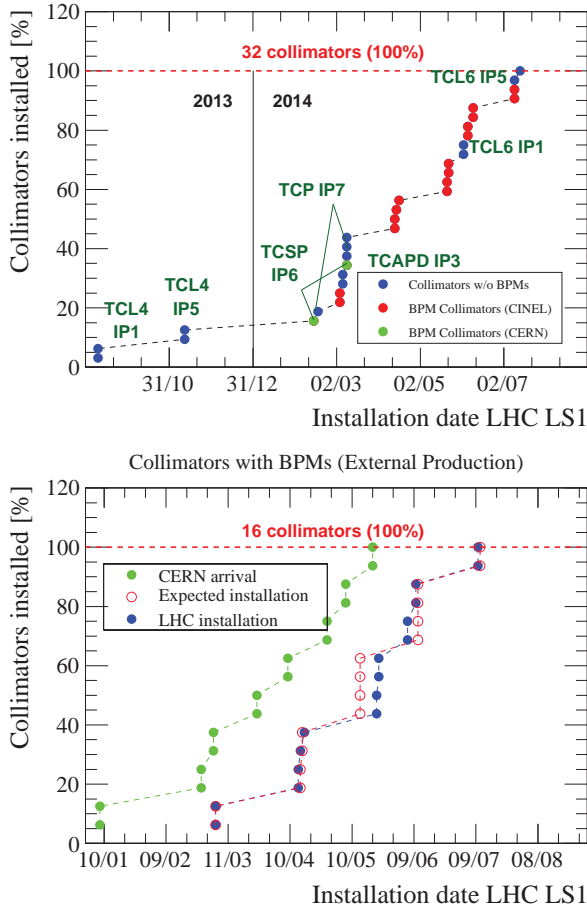 Collimators installed [%]
120
100
80
60
40
20
0
32 collimators (100%)
2013
2014
TCL6 IP5
TCL6 IP1
TCP IP7
TCSP
IP6
TCAPD IP3
TCL4
IP1
TCL4
IP5
Collimators w/o BPMs
BPM Collimators (CINEL)
BPM Collimators (CERN)
31/10
31/12
02/03
02/05
02/07
Installation date LHC LS1
Collimators with BPMs (External Production)
Collimators installed [%]
120
100
80
60
40
20
0
16 collimators (100%)
CERN arrival
Expected installation
LHC installation
10/01
09/02
11/03
10/04
10/05
09/06
09/07
08/08
Installation date LHC LS1